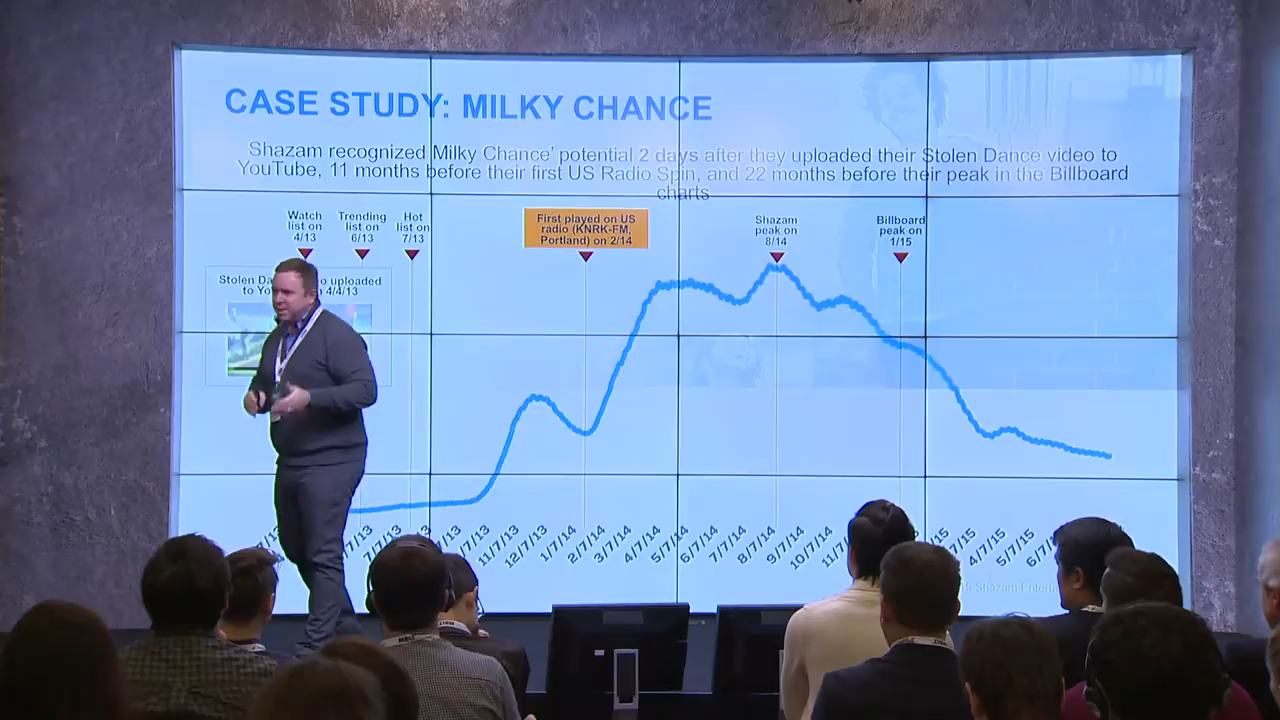 CASE STUDY: MILKY CHANCE
Shazam recognized Milky Chance' potential 2 days after they uploaded their Stolen Dance video to
YouTube, 11 months before their first US Radio Spin, and 22 months before their peak in the Billboard
charts
Watch
list on
4/13
Trending
list on
6/13
Hot
list on
7/13
First played on US
radio (KNRK-FM,
Portland) on 2/14
Shazam
peak on
8/14
Billboard
peak on
1/15
Stolen uploaded
to 4/4/13
11/7/13
12/7/13
1/7/14
2/7/14
3/7/14
4/7/14
5/7/14
6/7/14
7/7/14
8/7/14
9/7/14
10/7/14
4/7/15
5/7/15
Shazam